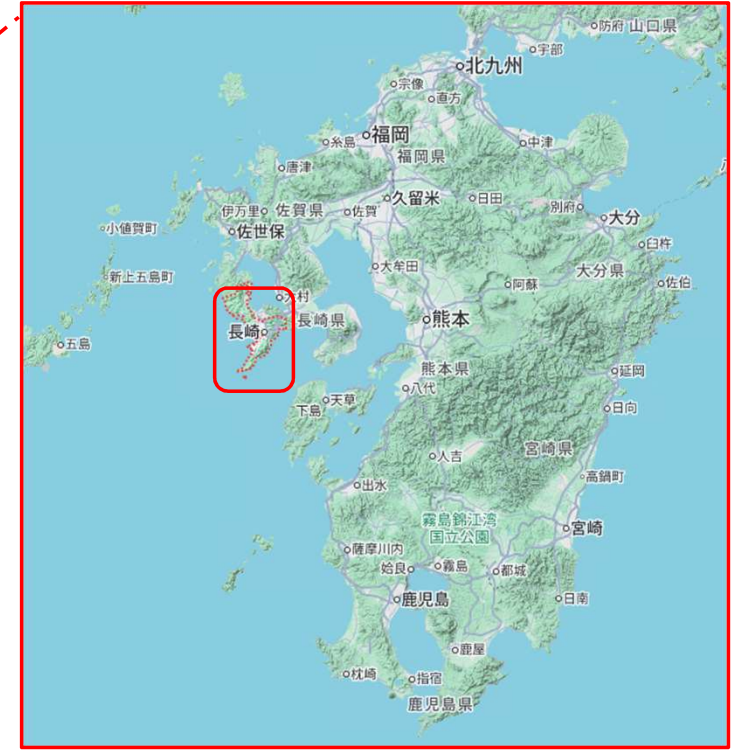 防府
山口県
宇部
北九州
宗像
直方
福岡
糸島
中津
福岡県
唐津
久留米
日田
伊万里
佐賀県
佐賀
別府
大分
小値賀町
佐世保
臼杵
大牟田
大分県
新上五島町
阿蘇
佐伯
大村
長崎県
長崎
熊本
五島
熊本県
延岡
八代
下島
天草
日向
人吉
宮崎県
高鍋町
出水
霧島錦江湾
国立公園
宮崎
薩摩川内
姶良
霧島
都城
鹿児島
日南
鹿屋
枕崎
指宿
鹿児島県